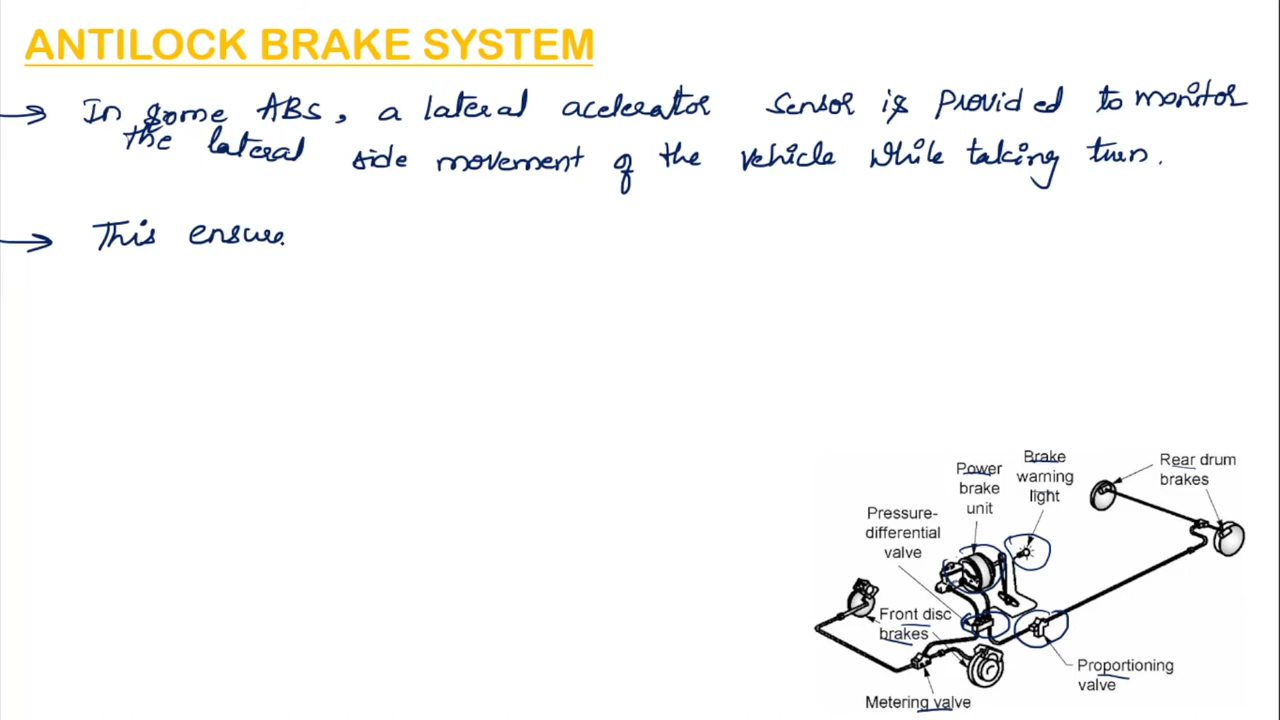 ANTILOCK BRAKE SYSTEM
In some ABS, a lateral acelerator sensor is provided to monitor
the lateral side movement of the vehicle while taking turn.
This ensure
Power
brake
unit
Brake
warning
light
Rear drum
brakes
Pressure-
differential
valve
Front disc
brakes
Proportioning
valve
Metering valve